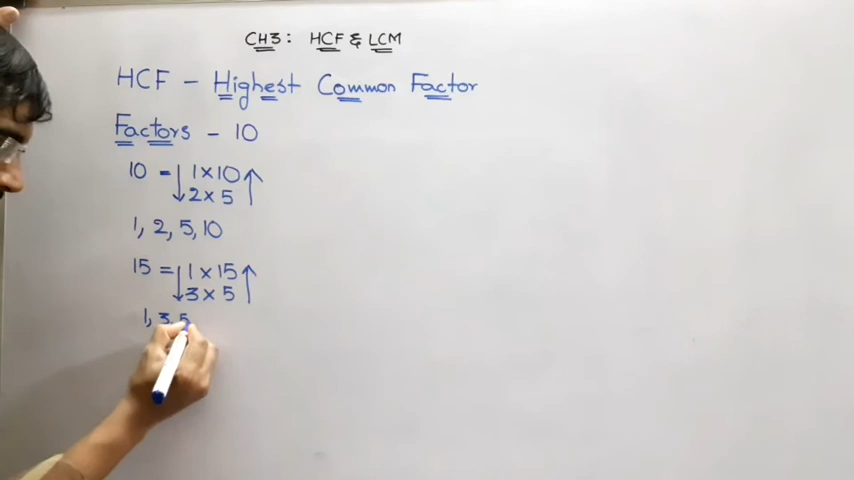 CH3: HCF & LCM
HCF - Highest Common Factor
Factors - 10
10 = ↓ 1 × 10 ↑
2 × 5
1, 2, 5, 10
15 = ↓ 1 × 15 ↑
3 × 5
1, 3, 5